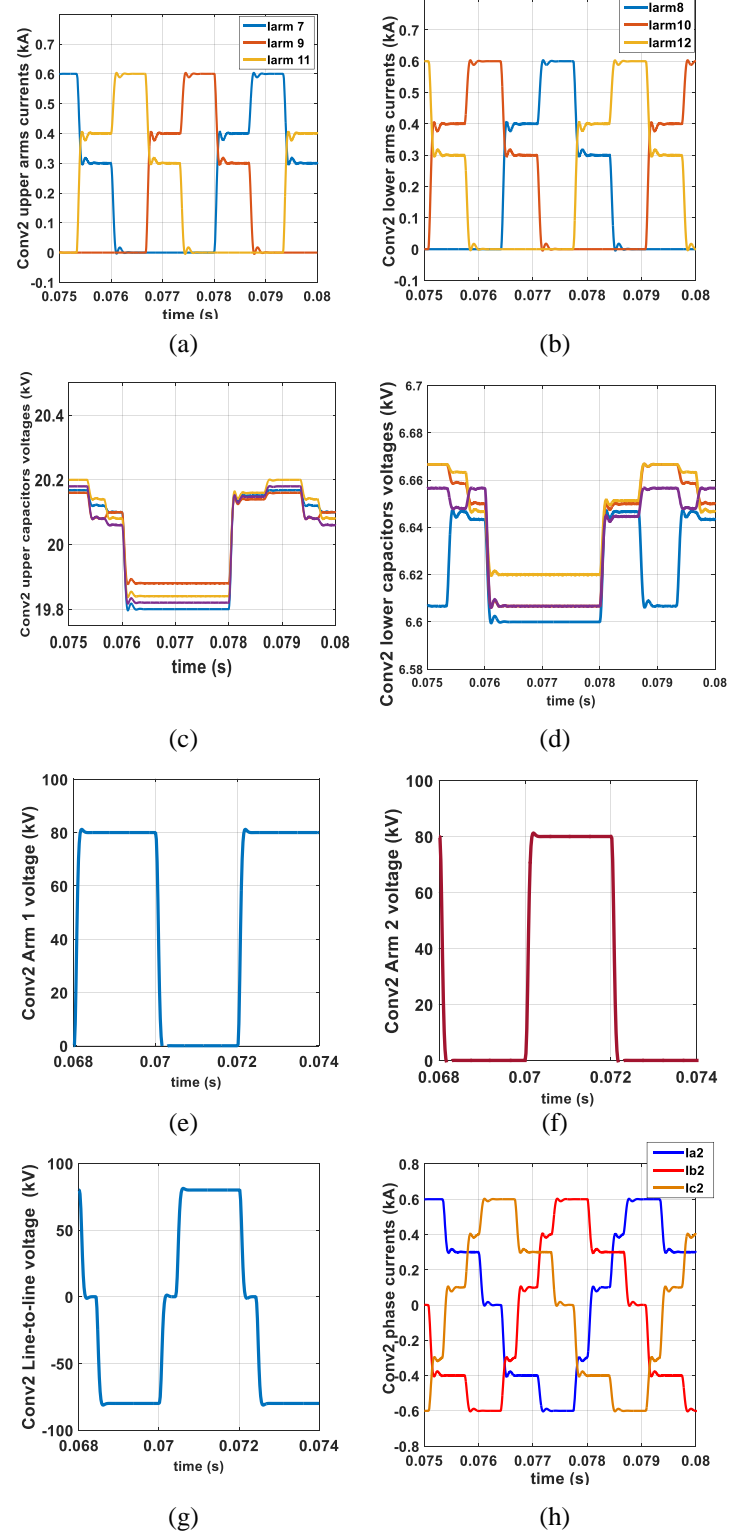 Conv2 upper arms currents (kA)
0.8
0.6
0.4
0.3
0.2
0
-0.1
0.075 0.076 0.077 0.078 0.079 0.08
time (s)
Iarm 7
Iarm 9
Iarm 11
(a)
Conv2 lower arms currents (kA)
0.6
0.4
0.3
0.2
0.1
0
-0.1
0.075 0.076 0.077 0.078 0.079 0.08
time (s)
Iarm8
Iarm10
Iarm12
(b)
Conv2 upper capacitors voltages (kV)
20.4
20.2
20
19.8
0.075 0.076 0.077 0.078 0.079 0.08
time (s)
(c)
Conv2 lower capacitors voltages (kV)
6.7
6.68
6.66
6.64
6.62
6.6
6.58
0.075 0.076 0.077 0.078 0.079 0.08
time (s)
(d)
Conv2 Arm 1 voltage (kV)
100
80
60
40
20
0
0.068 0.07 0.072 0.074
time (s)
(e)
Conv2 Arm 2 voltage (kV)
100
80
60
40
20
0
0.068 0.07 0.072 0.074
time (s)
(f)
Conv2 Line-to-line voltage (kV)
100
50
0
-50
-100
0.068 0.07 0.072 0.074
time (s)
(g)
Conv2 phase currents (kA)
0.8
0.6
0.4
0.2
0
-0.2
-0.4
-0.6
-0.8
0.075 0.076 0.077 0.078 0.079 0.08
time (s)
Ia2
Ib2
Ic2
(h)